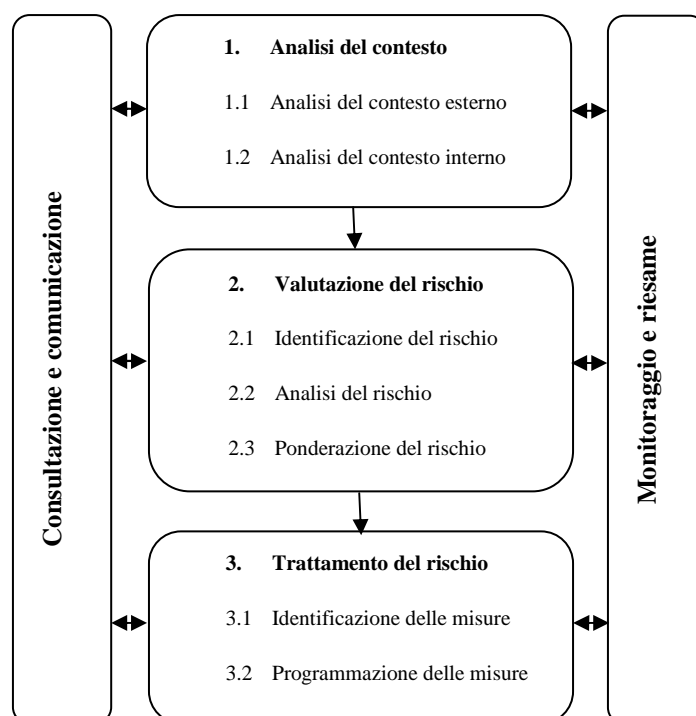 Consultazione e comunicazione
1. Analisi del contesto
1.1 Analisi del contesto esterno
1.2 Analisi del contesto interno
2. Valutazione del rischio
2.1 Identificazione del rischio
2.2 Analisi del rischio
2.3 Ponderazione del rischio
3. Trattamento del rischio
3.1 Identificazione delle misure
3.2 Programmazione delle misure
Monitoraggio e riesame